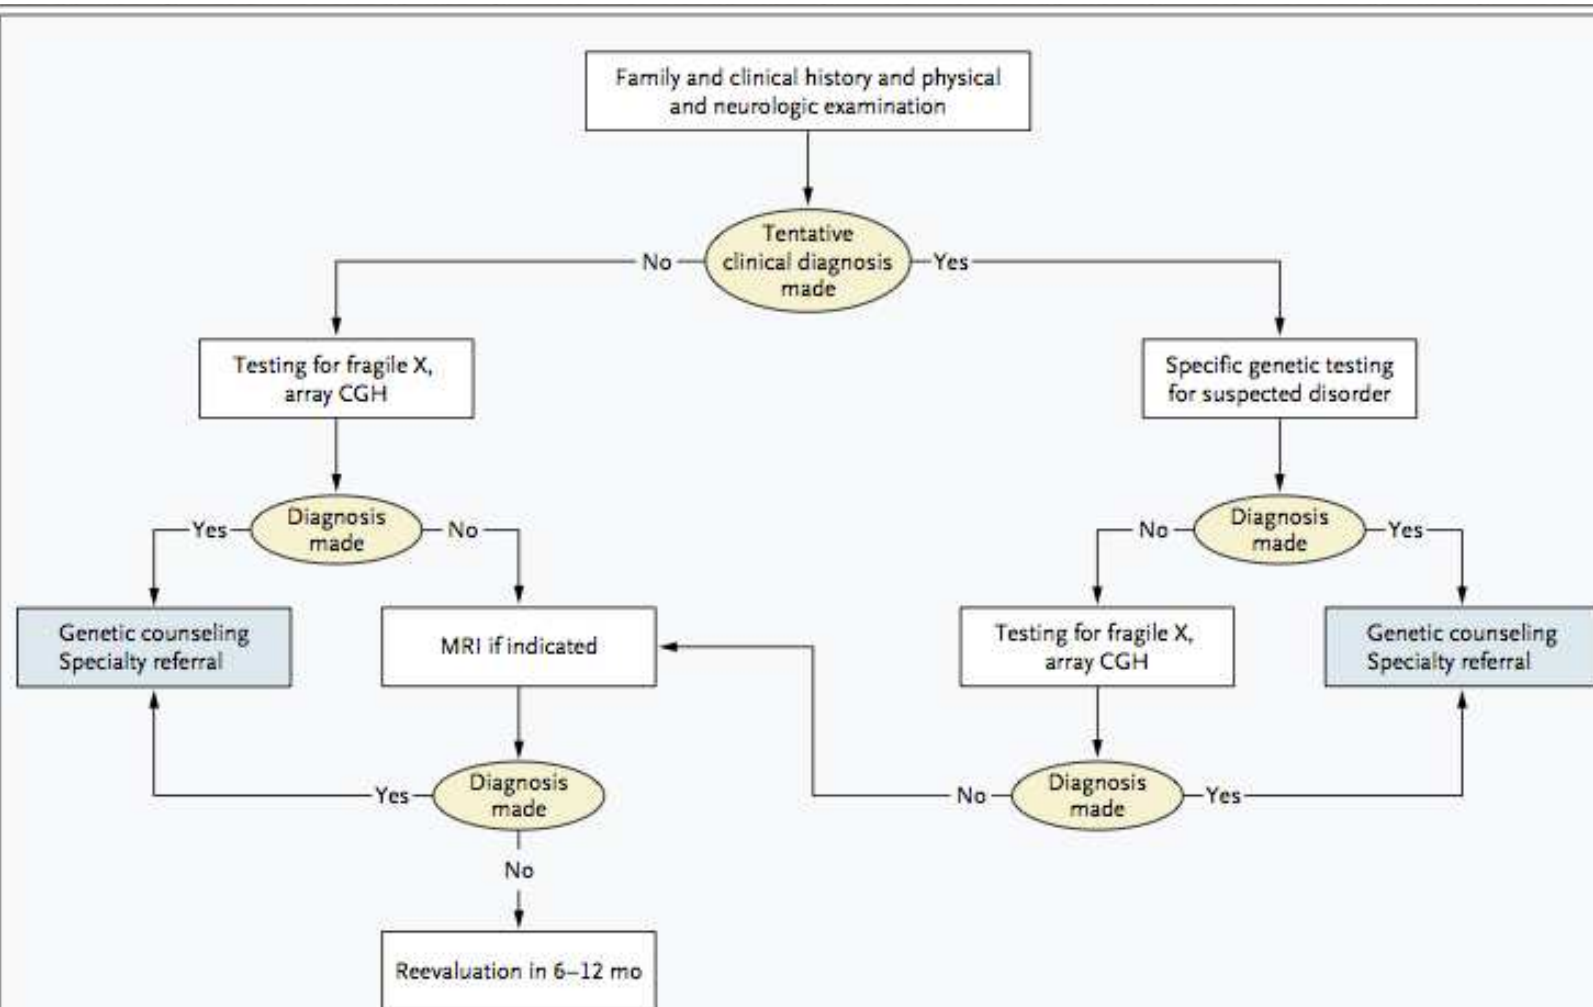 Family and clinical history and physical
and neurologic examination
Tentative
clinical diagnosis
made
No
Yes
Testing for fragile X,
array CGH
Specific genetic testing
for suspected disorder
Yes
Diagnosis
made
No
No
Diagnosis
made
Yes
Genetic counseling
Specialty referral
MRI if indicated
Testing for fragile X,
array CGH
Genetic counseling
Specialty referral
Yes
Diagnosis
made
No
No
Diagnosis
made
Yes
Reevaluation in 6–12 mo